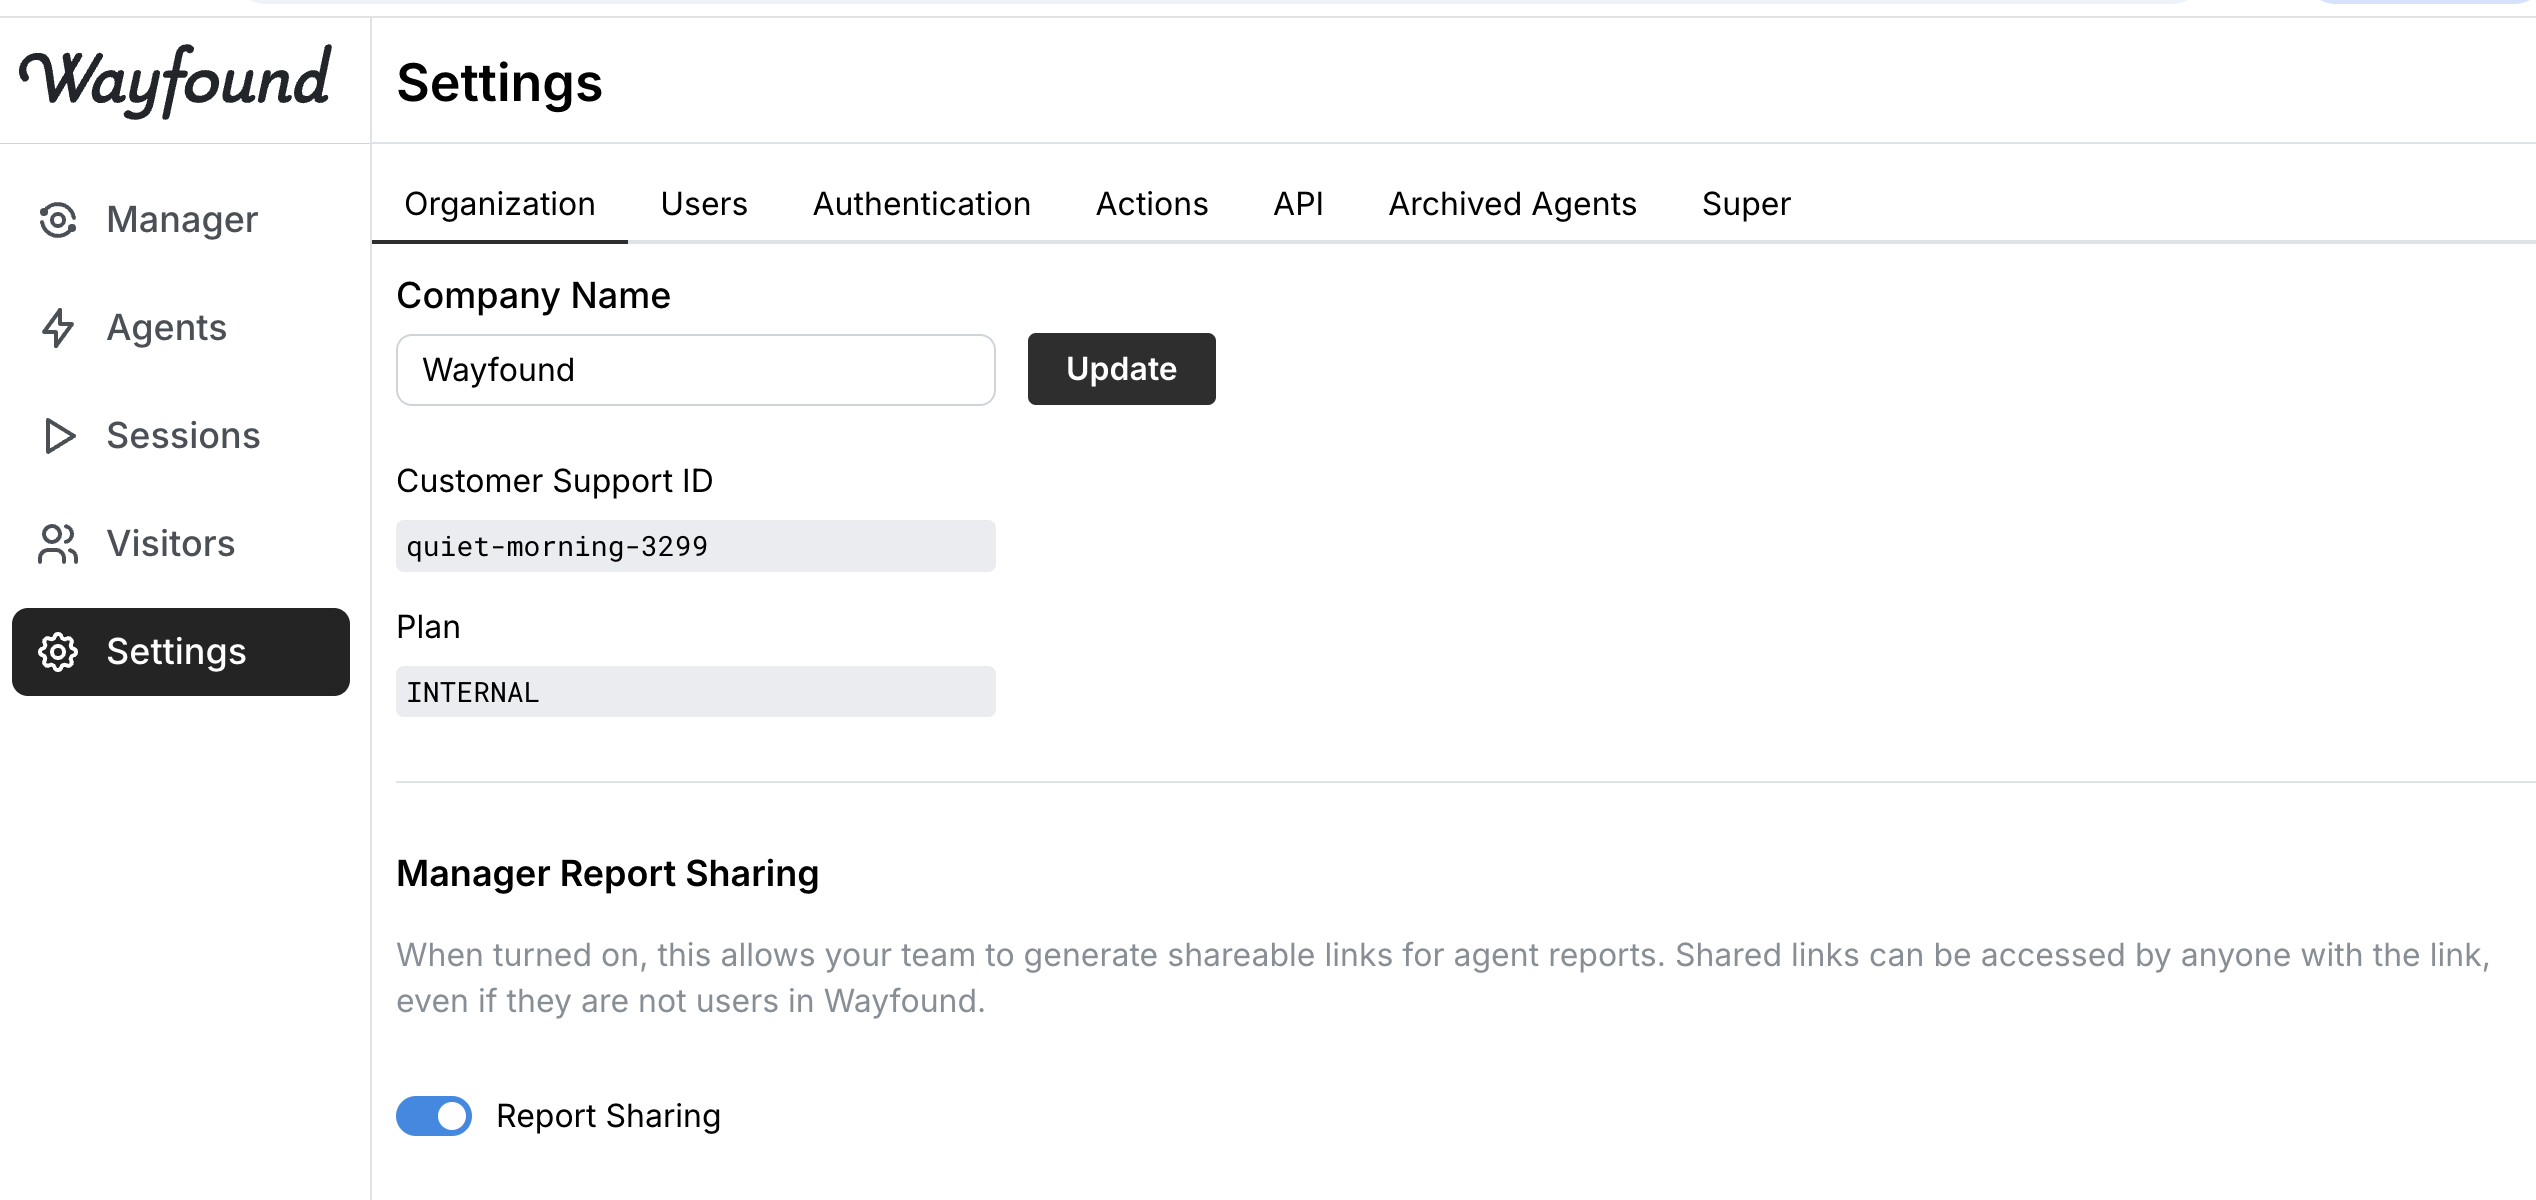 Wayfound
Settings
Manager
Agents
Sessions
Visitors
Settings
Organization Users Authentication Actions API Archived Agents Super
Company Name
Wayfound Update
Customer Support ID
quiet-morning-3299
Plan
INTERNAL
Manager Report Sharing
When turned on, this allows your team to generate shareable links for agent reports. Shared links can be accessed by anyone with the link,
even if they are not users in Wayfound.
Report Sharing